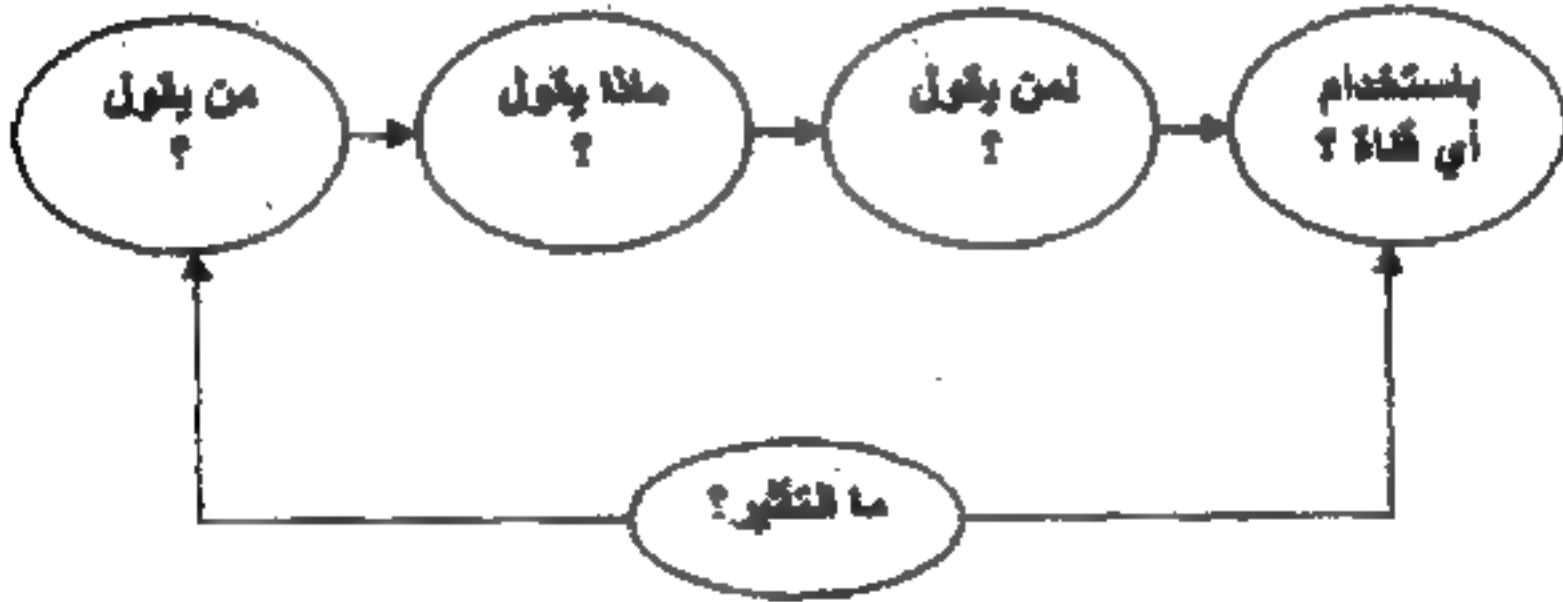 من يقول
؟
ماذا يقول
؟
لمن يقول
؟
باستخدام
أي قناة ؟
ما التأثير؟